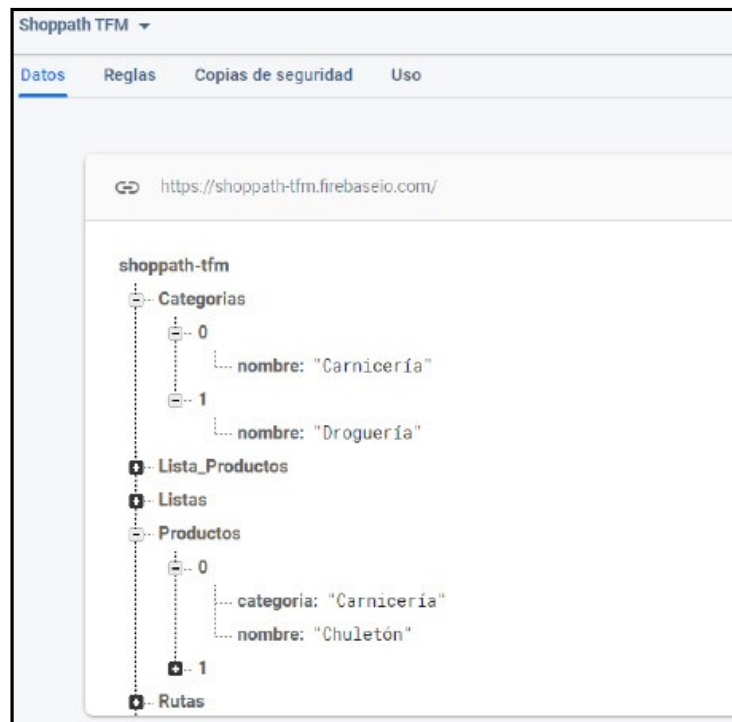 Shoppath TFM
Datos Reglas Copias de seguridad Uso
https://shoppath-tfm.firebaseio.com/
shoppath-tfm
Categorias
0
nombre: "Carnicería"
1
nombre: "Droguería"
Lista_Productos
Listas
Productos
0
categoria: "Carnicería"
nombre: "Chuletón"
1
Rutas